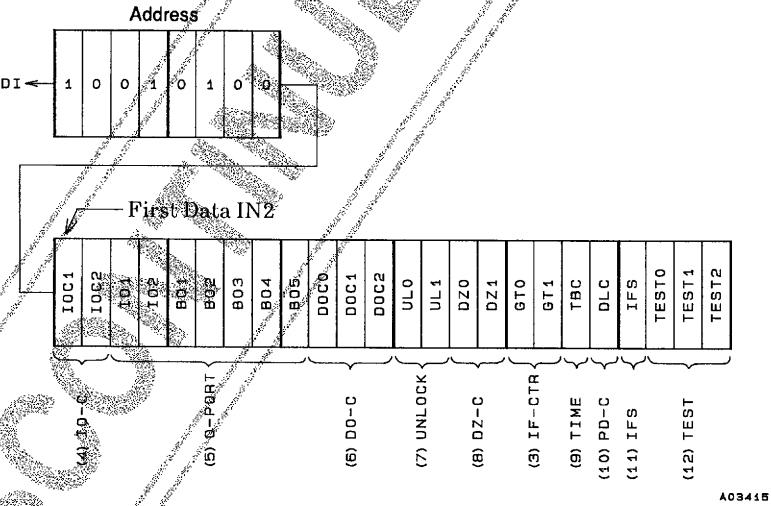 Address
DI
1 0 0 1 0 1 0 0
First Data IN2
IOC1 IOC2 IO1 IO2 BO1 BO2 BO3 BO4 BO5 DOC0 DOC1 DOC2 UL0 UL1 DZ0 DZ1 GT0 GT1 TBC DLC IFS TEST0 TEST1 TEST2
(4) IO-C
(5) O-PORT
(6) DO-C
(7) UNLOCK
(8) DZ-C
(3) IF-CTR
(9) TIME
(10) PD-C
(11) IFS
(12) TEST
A03415